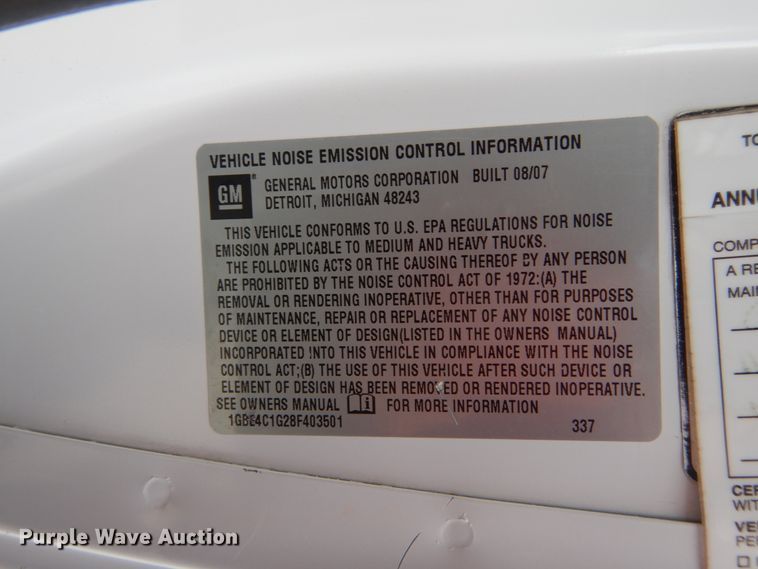 VEHICLE NOISE EMISSION CONTROL INFORMATION
GM ® GENERAL MOTORS CORPORATION BUILT 08/07
DETROIT, MICHIGAN 48243
THIS VEHICLE CONFORMS TO U.S. EPA REGULATIONS FOR NOISE
EMISSION APPLICABLE TO MEDIUM AND HEAVY TRUCKS.
THE FOLLOWING ACTS OR THE CAUSING THEREOF BY ANY PERSON
ARE PROHIBITED BY THE NOISE CONTROL ACT OF 1972:(A) THE
REMOVAL OR RENDERING INOPERATIVE, OTHER THAN FOR PURPOSES
OF MAINTENANCE, REPAIR OR REPLACEMENT OF ANY NOISE CONTROL
DEVICE OR ELEMENT OF DESIGN(LISTED IN THE OWNERS MANUAL)
INCORPORATED INTO THIS VEHICLE IN COMPLIANCE WITH THE NOISE
CONTROL ACT;(B) THE USE OF THIS VEHICLE AFTER SUCH DEVICE OR
ELEMENT OF DESIGN HAS BEEN REMOVED OR RENDERED INOPERATIVE.
SEE OWNERS MANUAL i FOR MORE INFORMATION
1GBE4C1G28F403501 337
TO
ANNU
COMP
A RE
MAI
CER
WIT
VE
PE
Purple Wave Auction